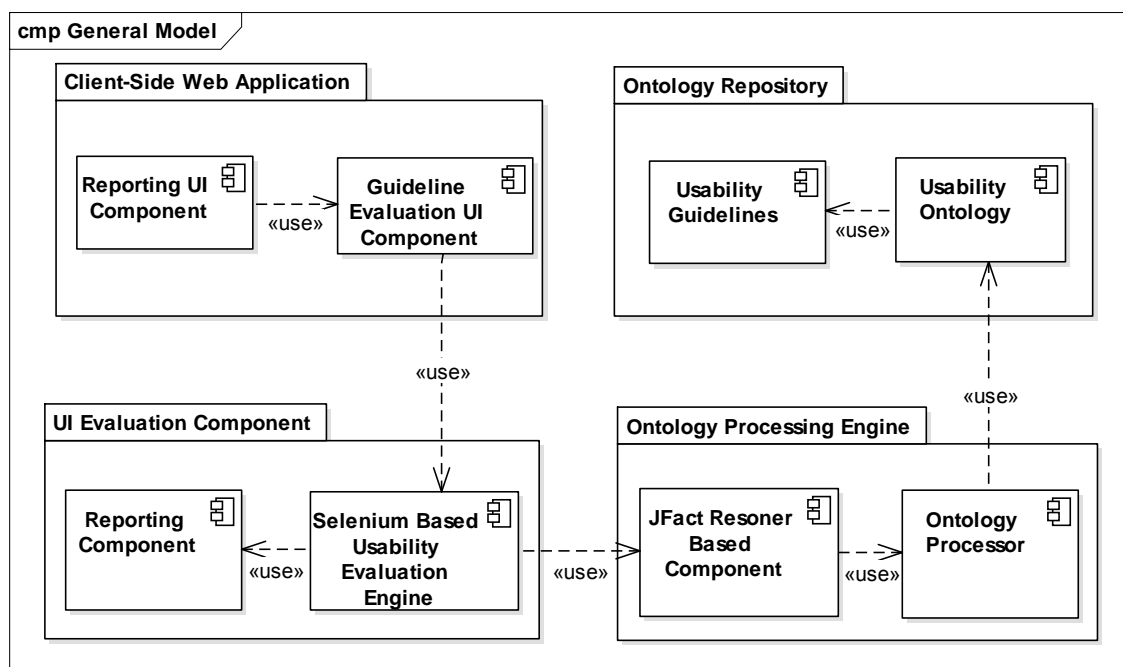 cmp General Model
Client-Side Web Application
Reporting UI
Component
«use»
Guideline
Evaluation UI
Component
Ontology Repository
Usability
Guidelines
«use»
Usability
Ontology
«use»
«use»
UI Evaluation Component
Reporting
Component
«use»
Selenium Based
Usability
Evaluation
Engine
«use»
Ontology Processing Engine
JFact Resoner
Based
Component
«use»
Ontology
Processor